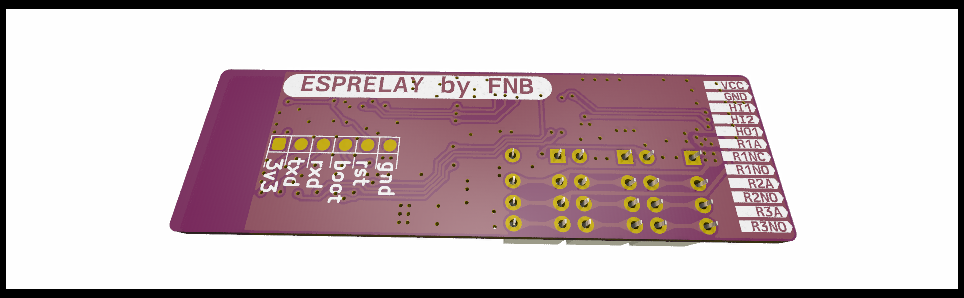 ESPRELAY by FNB
VCC
GND
HI1
HI2
HO1
R1A
R1NC
R1NO
R2A
R2NO
R3A
R3NO
3v3
txd
rxd
boot
rst
gnd